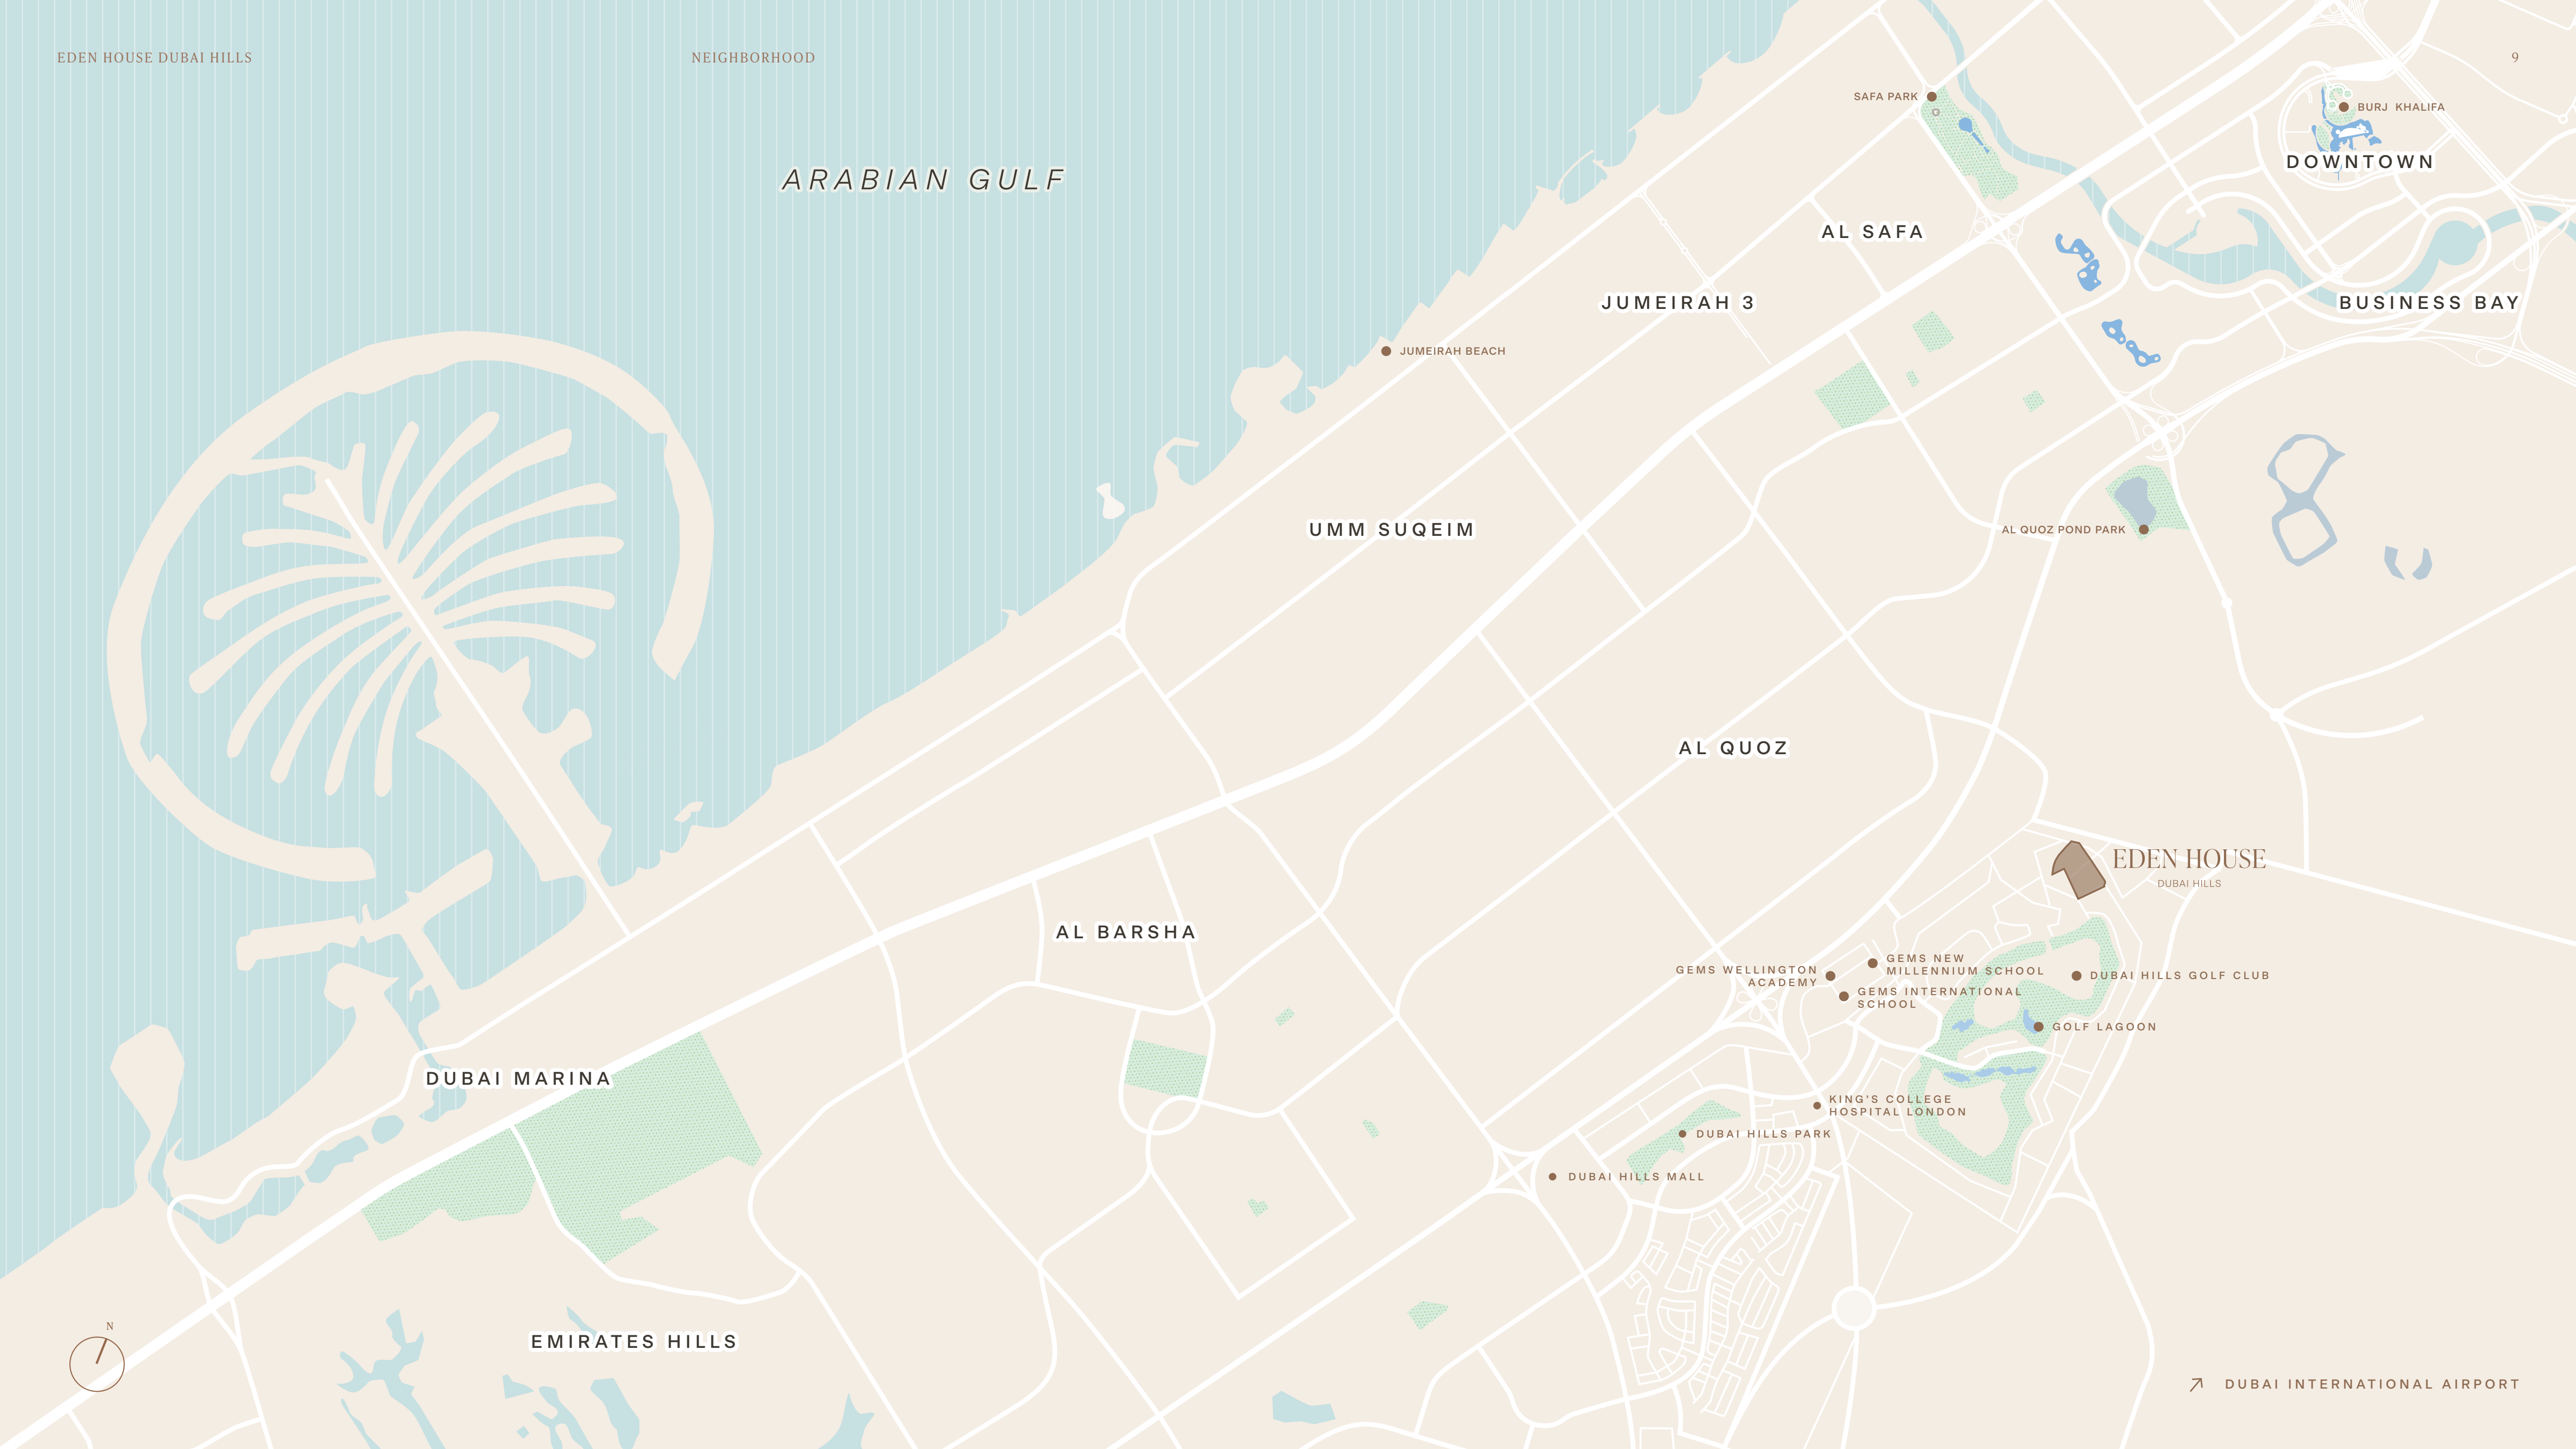 EDEN HOUSE DUBAI HILLS
NEIGHBORHOOD
9
SAFA PARK
BURJ KHALIFA
DOWNTOWN
ARABIAN GULF
AL SAFA
JUMEIRAH 3
BUSINESS BAY
JUMEIRAH BEACH
UMM SUQEIM
AL QUOZ POND PARK
AL QUOZ
EDEN HOUSE
DUBAI HILLS
AL BARSHA
GEMS WELLINGTON
ACADEMY
GEMS NEW
MILLENNIUM SCHOOL
GEMS INTERNATIONAL
SCHOOL
DUBAI HILLS GOLF CLUB
GOLF LAGOON
DUBAI MARINA
KING'S COLLEGE
HOSPITAL LONDON
DUBAI HILLS PARK
DUBAI HILLS MALL
N
EMIRATES HILLS
DUBAI INTERNATIONAL AIRPORT